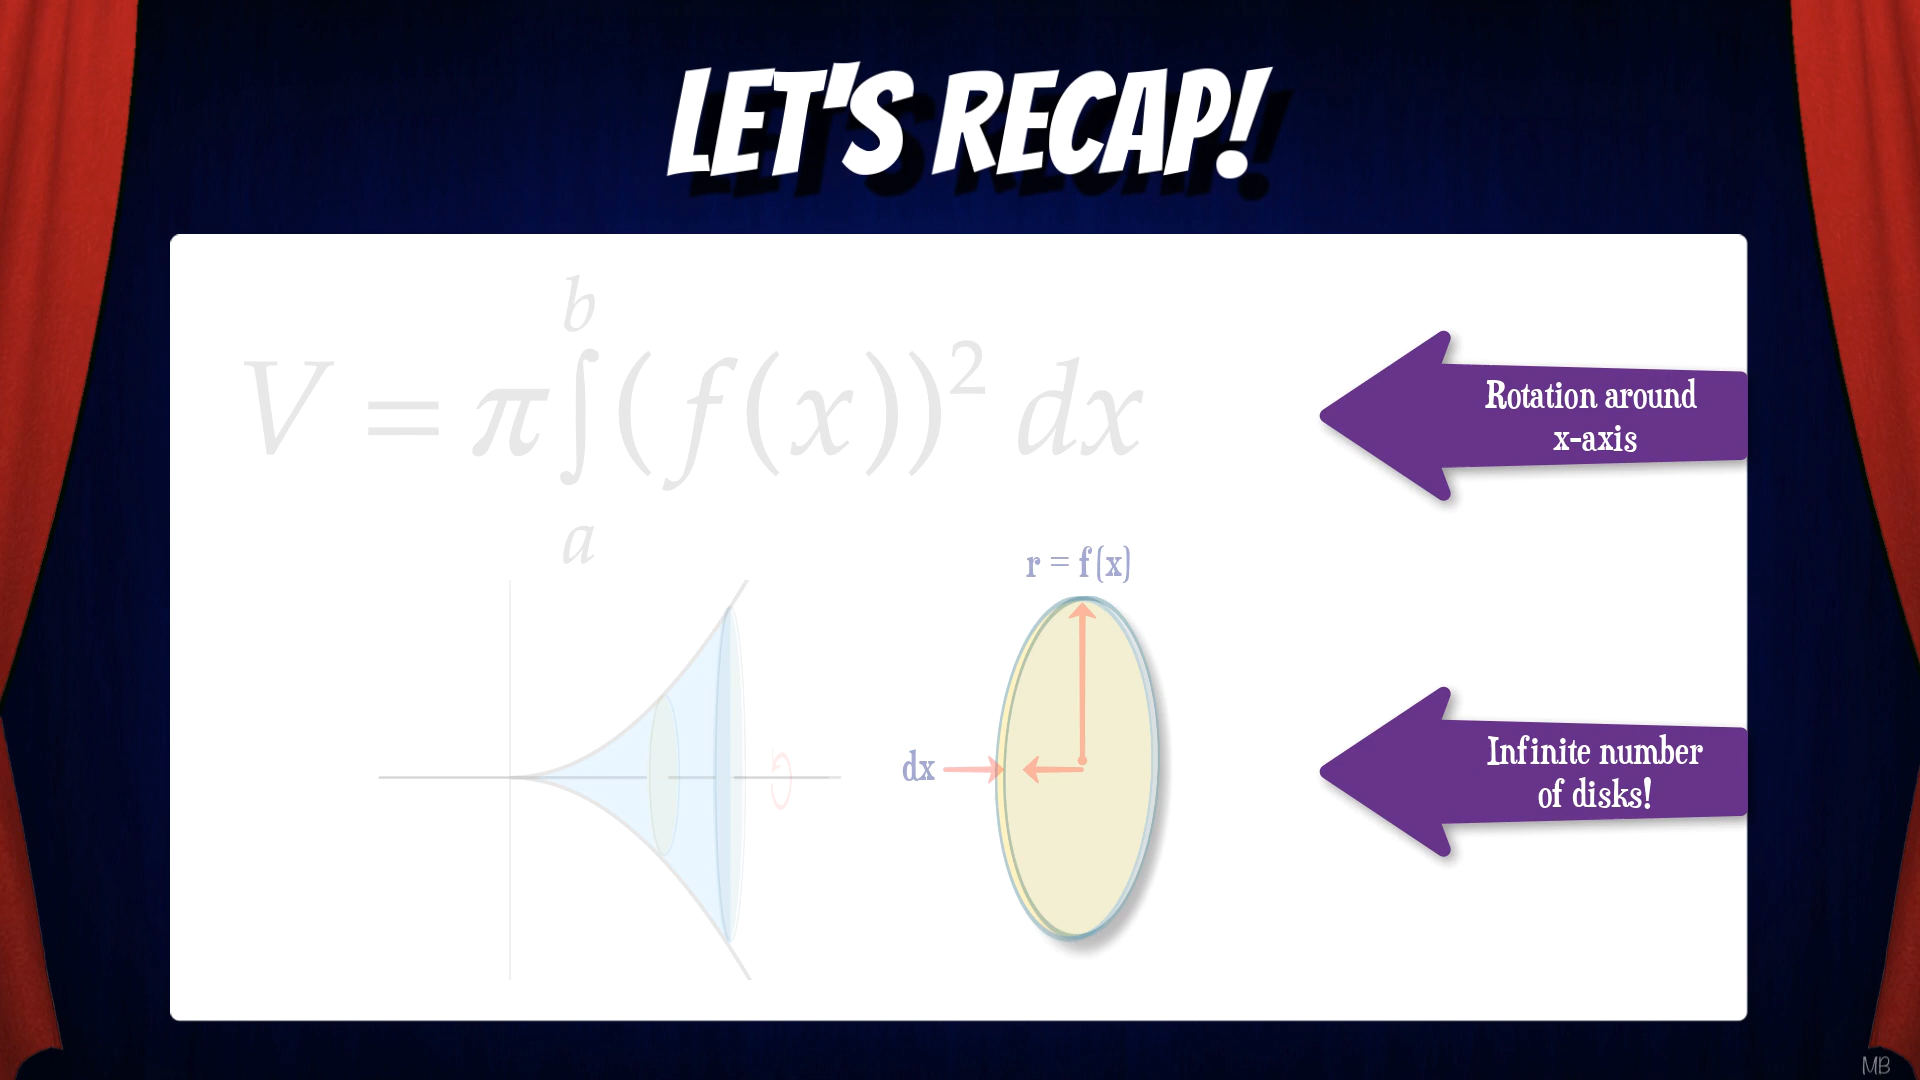 LET'S RECAP!
b
V = π∫(f(x))² dx
a
Rotation around
x-axis
r = f(x)
dx
Infinite number
of disks!
MB